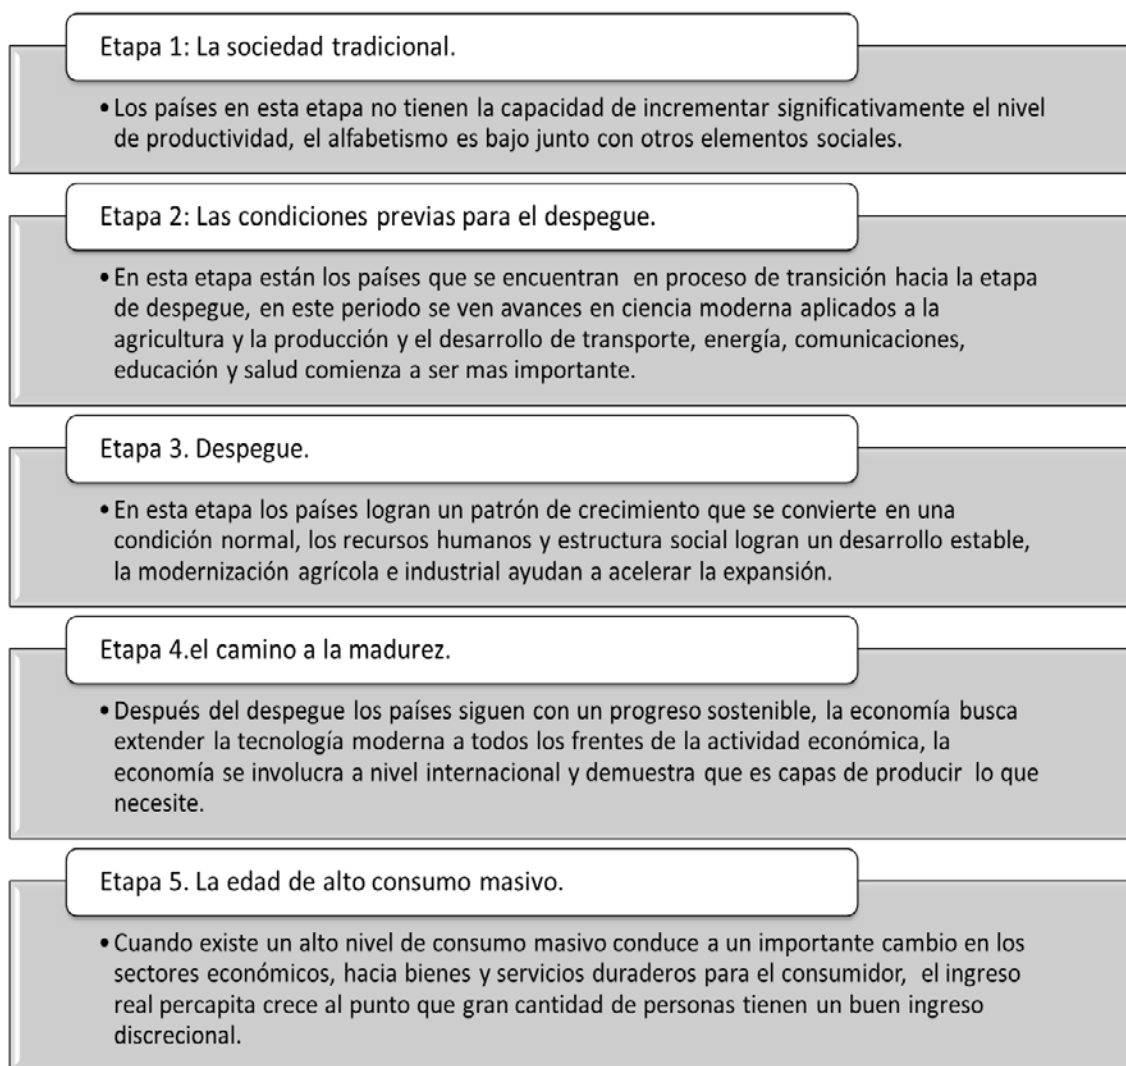 Etapa 1: La sociedad tradicional.
• Los países en esta etapa no tienen la capacidad de incrementar significativamente el nivel
de productividad, el alfabetismo es bajo junto con otros elementos sociales.
Etapa 2: Las condiciones previas para el despegue.
• En esta etapa están los países que se encuentran en proceso de transición hacia la etapa
de despegue, en este periodo se ven avances en ciencia moderna aplicados a la
agricultura y la producción y el desarrollo de transporte, energía, comunicaciones,
educación y salud comienza a ser mas importante.
Etapa 3. Despegue.
• En esta etapa los países logran un patrón de crecimiento que se convierte en una
condición normal, los recursos humanos y estructura social logran un desarrollo estable,
la modernización agrícola e industrial ayudan a acelerar la expansión.
Etapa 4.el camino a la madurez.
• Después del despegue los países siguen con un progreso sostenible, la economía busca
extender la tecnología moderna a todos los frentes de la actividad económica, la
economía se involucra a nivel internacional y demuestra que es capas de producir lo que
necesite.
Etapa 5. La edad de alto consumo masivo.
• Cuando existe un alto nivel de consumo masivo conduce a un importante cambio en los
sectores económicos, hacia bienes y servicios duraderos para el consumidor, el ingreso
real percapita crece al punto que gran cantidad de personas tienen un buen ingreso
discrecional.